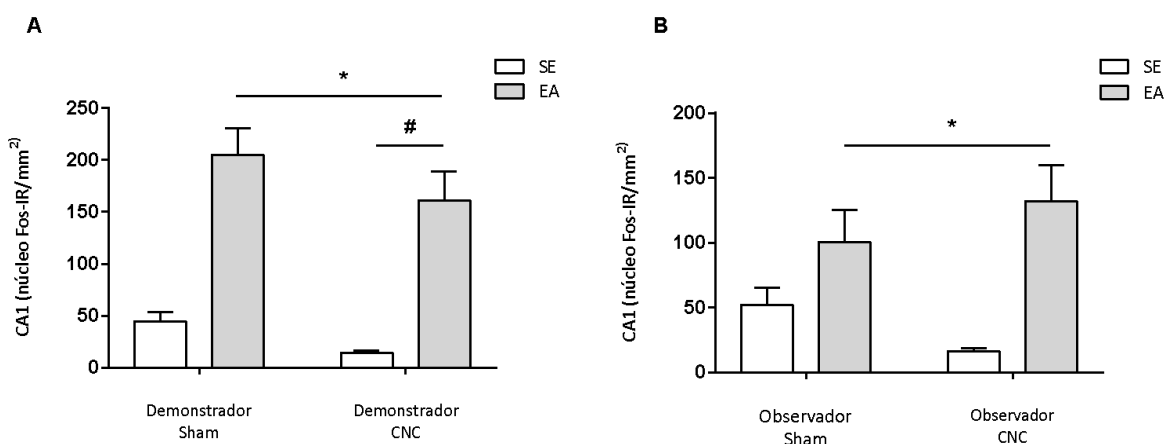 A
SE
EA
*
#
CA1 (núcleo Fos-IR/mm²)
250
200
150
100
50
0
Demonstrador
Sham
Demonstrador
CNC
B
SE
EA
*
CA1 (núcleo Fos-IR/mm²)
200
150
100
50
0
Observador
Sham
Observador
CNC